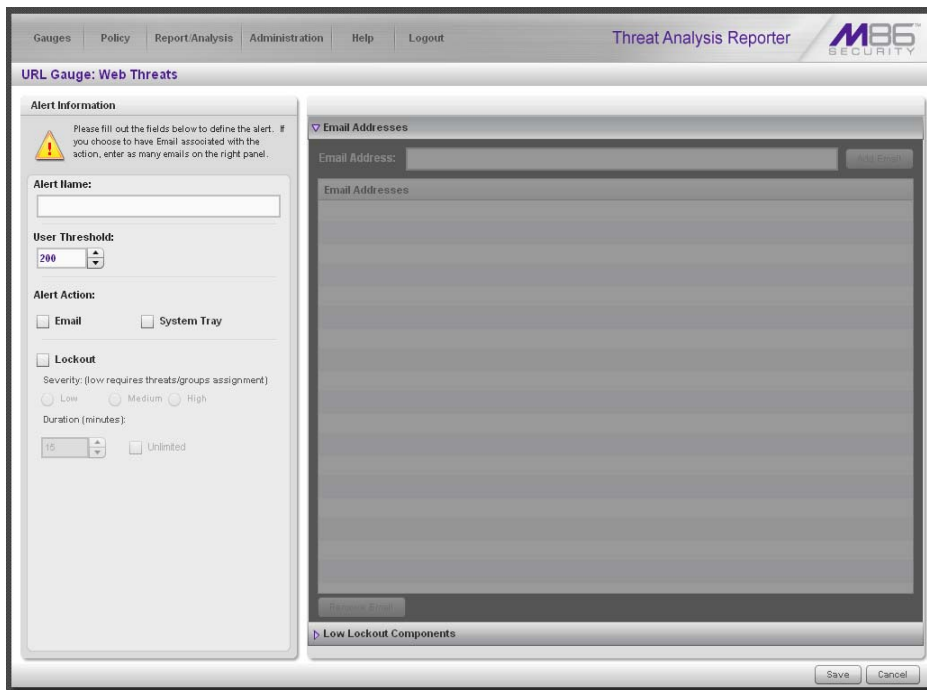 Gauges Policy Report/Analysis Administration Help Logout
Threat Analysis Reporter
M86 SECURITY
URL Gauge: Web Threats
Alert Information
Please fill out the fields below to define the alert. If
you choose to have Email associated with the
action, enter as many emails on the right panel.
Alert Name:
User Threshold:
200
Alert Action:
Email System Tray
Lockout
Severity: (low requires threats/groups assignment)
Low Medium High
Duration (minutes):
15 Unlimited
Email Addresses
Email Address: Add Email
Email Addresses
Remove Email
Low Lockout Components
Save Cancel